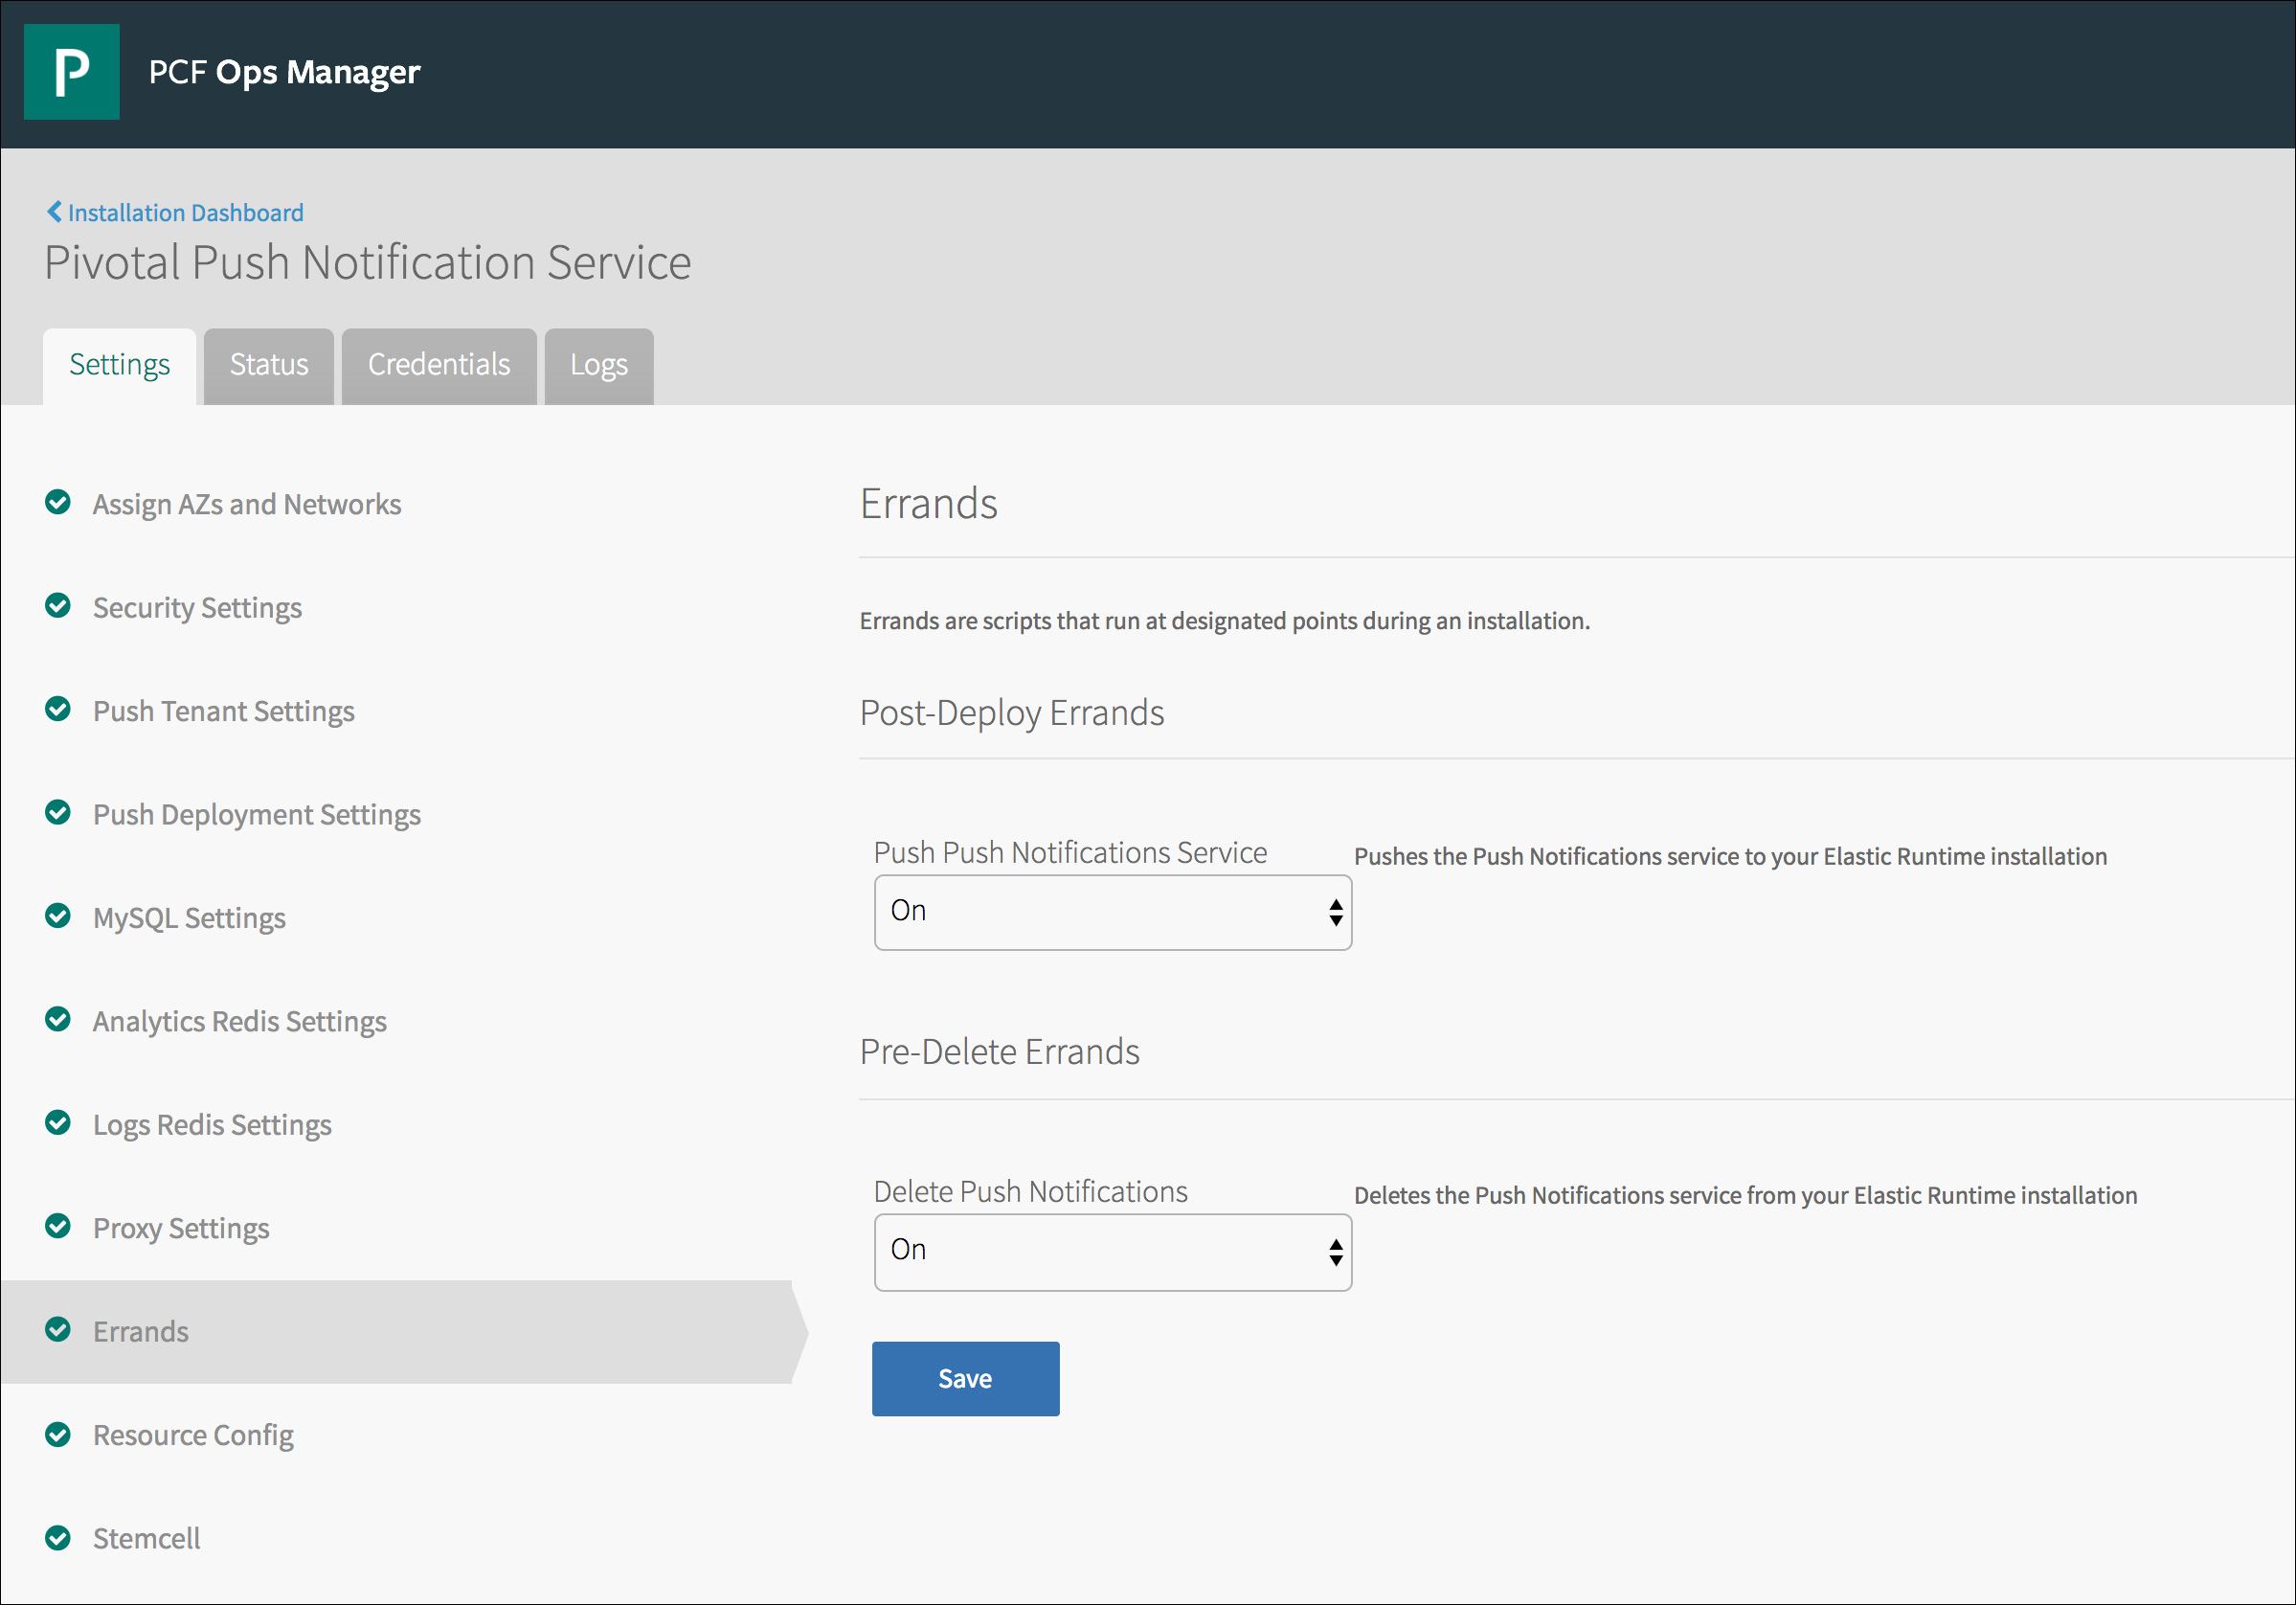 P
PCF Ops Manager
Installation Dashboard
Pivotal Push Notification Service
Settings
Status
Credentials
Logs
Assign AZs and Networks
Security Settings
Push Tenant Settings
Push Deployment Settings
MySQL Settings
Analytics Redis Settings
Logs Redis Settings
Proxy Settings
Errands
Resource Config
Stemcell
Errands
Errands are scripts that run at designated points during an installation.
Post-Deploy Errands
Push Push Notifications Service
Pushes the Push Notifications service to your Elastic Runtime installation
On
Pre-Delete Errands
Delete Push Notifications
Deletes the Push Notifications service from your Elastic Runtime installation
On
Save